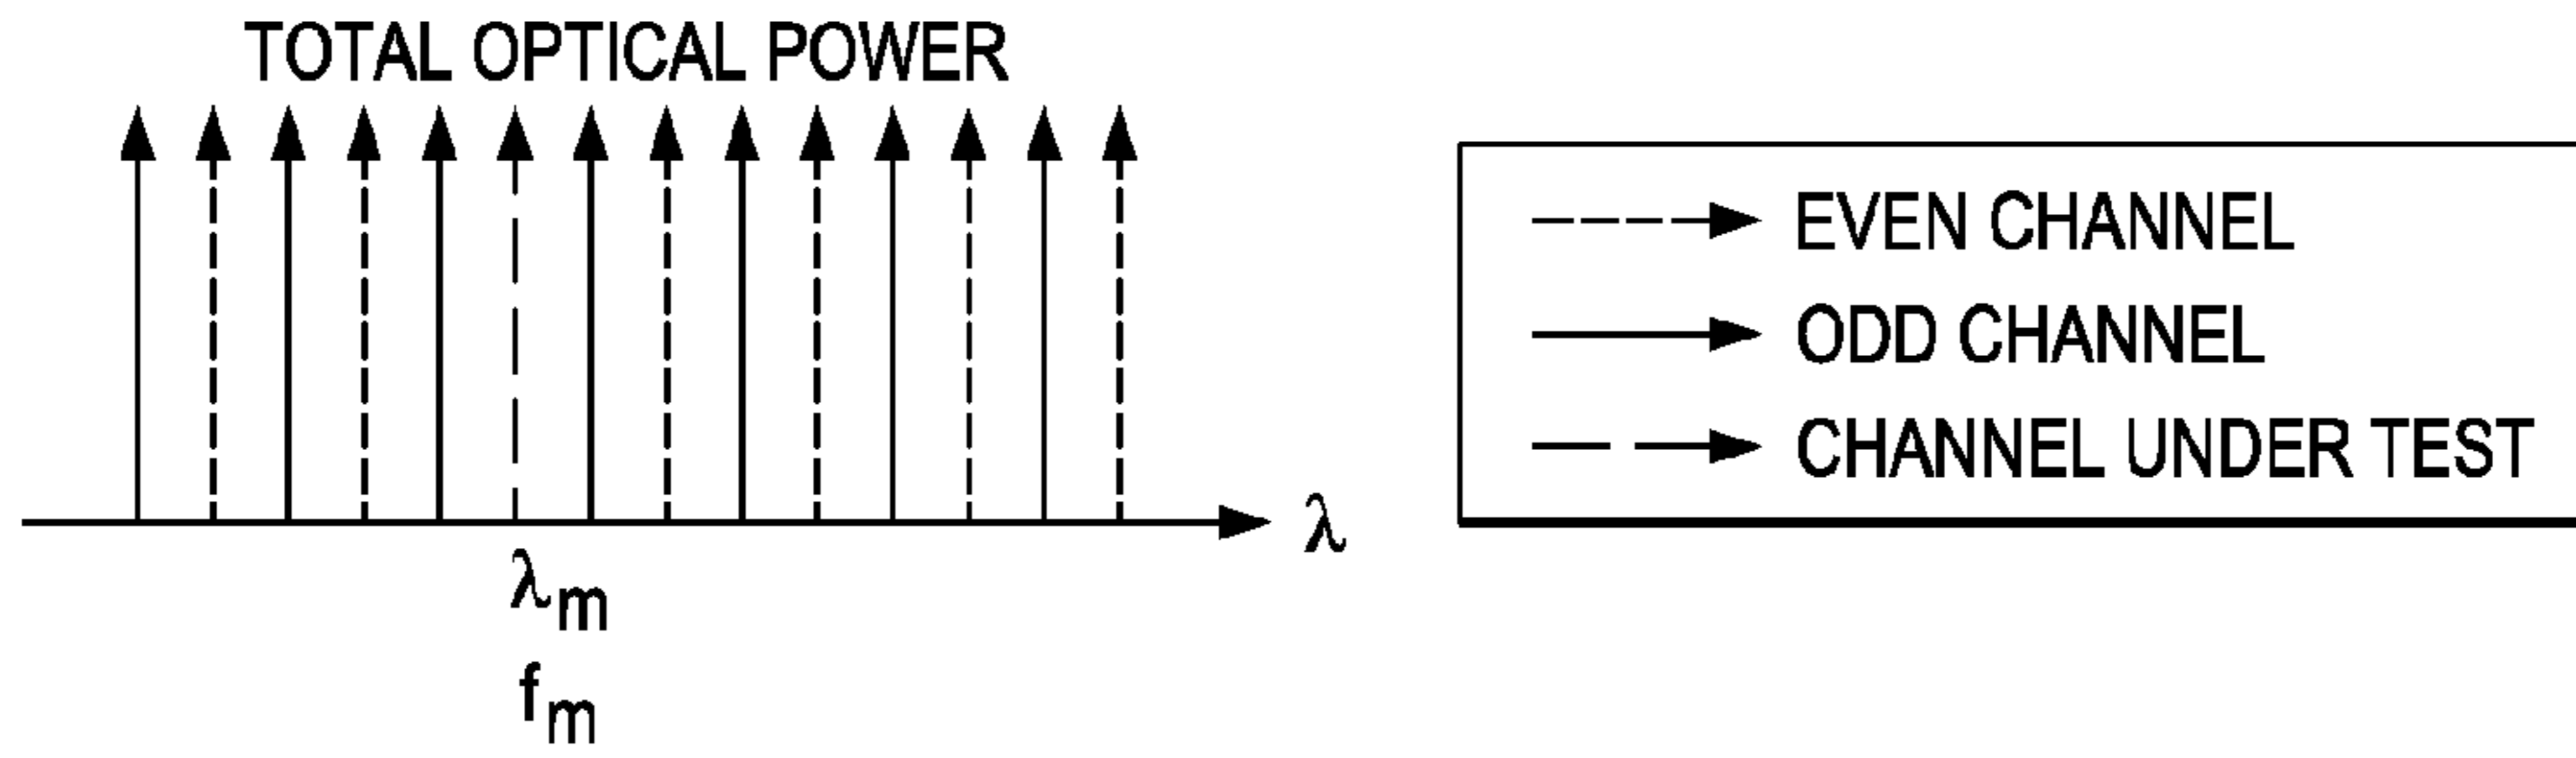 TOTAL OPTICAL POWER
λ
λm
fm
EVEN CHANNEL
ODD CHANNEL
CHANNEL UNDER TEST